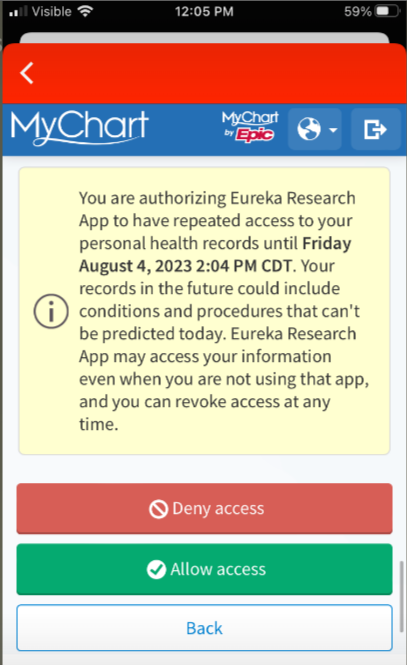 Visible 12:05 PM 59%
MyChart MyChart by Epic
You are authorizing Eureka Research
App to have repeated access to your
personal health records until Friday
August 4, 2023 2:04 PM CDT. Your
records in the future could include
conditions and procedures that can't
be predicted today. Eureka Research
App may access your information
even when you are not using that app,
and you can revoke access at any
time.
Deny access
Allow access
Back